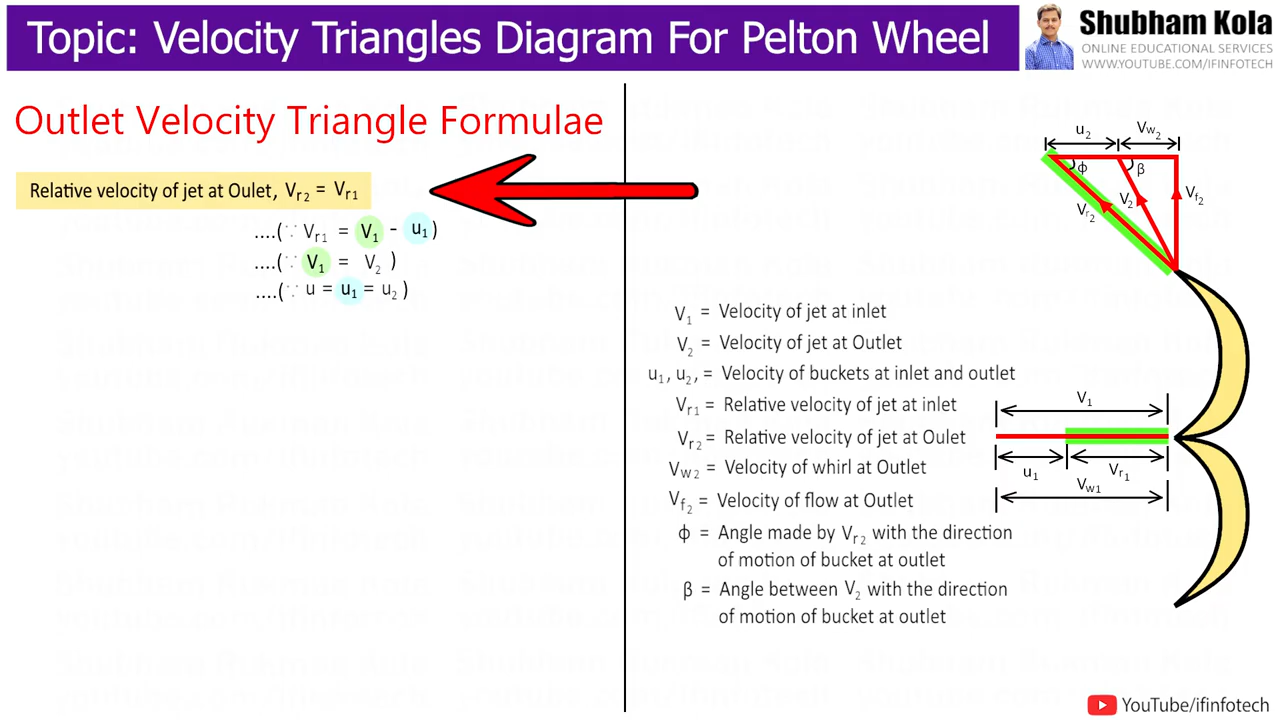 Topic: Velocity Triangles Diagram For Pelton Wheel
Shubham Kola
ONLINE EDUCATIONAL SERVICES
WWW.YOUTUBE.COM/IFINFOTECH
Outlet Velocity Triangle Formulae
Relative velocity of jet at Oulet, Vr2 = Vr1
....(∵ Vr1 = V1 - u1)
....(∵ V1 = V2 )
....(∵ u = u1 = u2 )
u2 Vw2
ϕ β
Vr2 V2 Vf2
V1 = Velocity of jet at inlet
V2 = Velocity of jet at Outlet
u1, u2, = Velocity of buckets at inlet and outlet
Vr1 = Relative velocity of jet at inlet
Vr2 = Relative velocity of jet at Oulet
Vw2 = Velocity of whirl at Outlet
Vf2 = Velocity of flow at Outlet
ϕ = Angle made by Vr2 with the direction
of motion of bucket at outlet
β = Angle between V2 with the direction
of motion of bucket at outlet
V1
u1 Vr1
Vw1
YouTube/ifinfotech